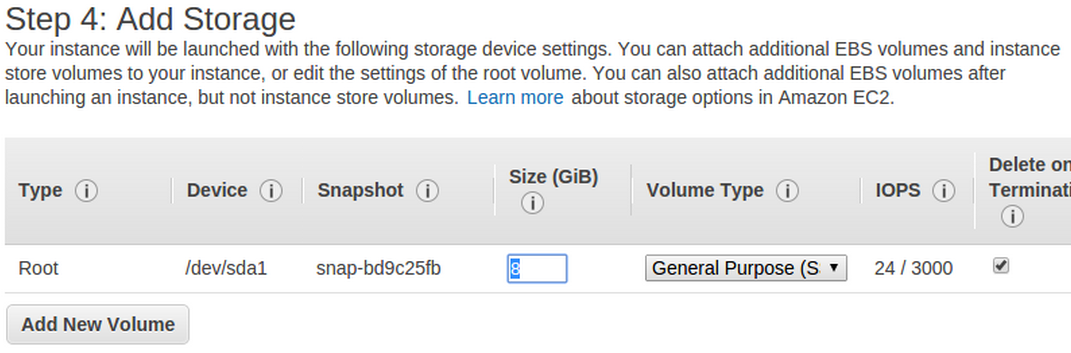 Step 4: Add Storage
Your instance will be launched with the following storage device settings. You can attach additional EBS volumes and instance
store volumes to your instance, or edit the settings of the root volume. You can also attach additional EBS volumes after
launching an instance, but not instance store volumes. Learn more about storage options in Amazon EC2.
Type i Device i Snapshot i Size (GiB) i Volume Type i IOPS i Delete on Terminati i
Root /dev/sda1 snap-bd9c25fb 8 General Purpose (S 24 / 3000
Add New Volume